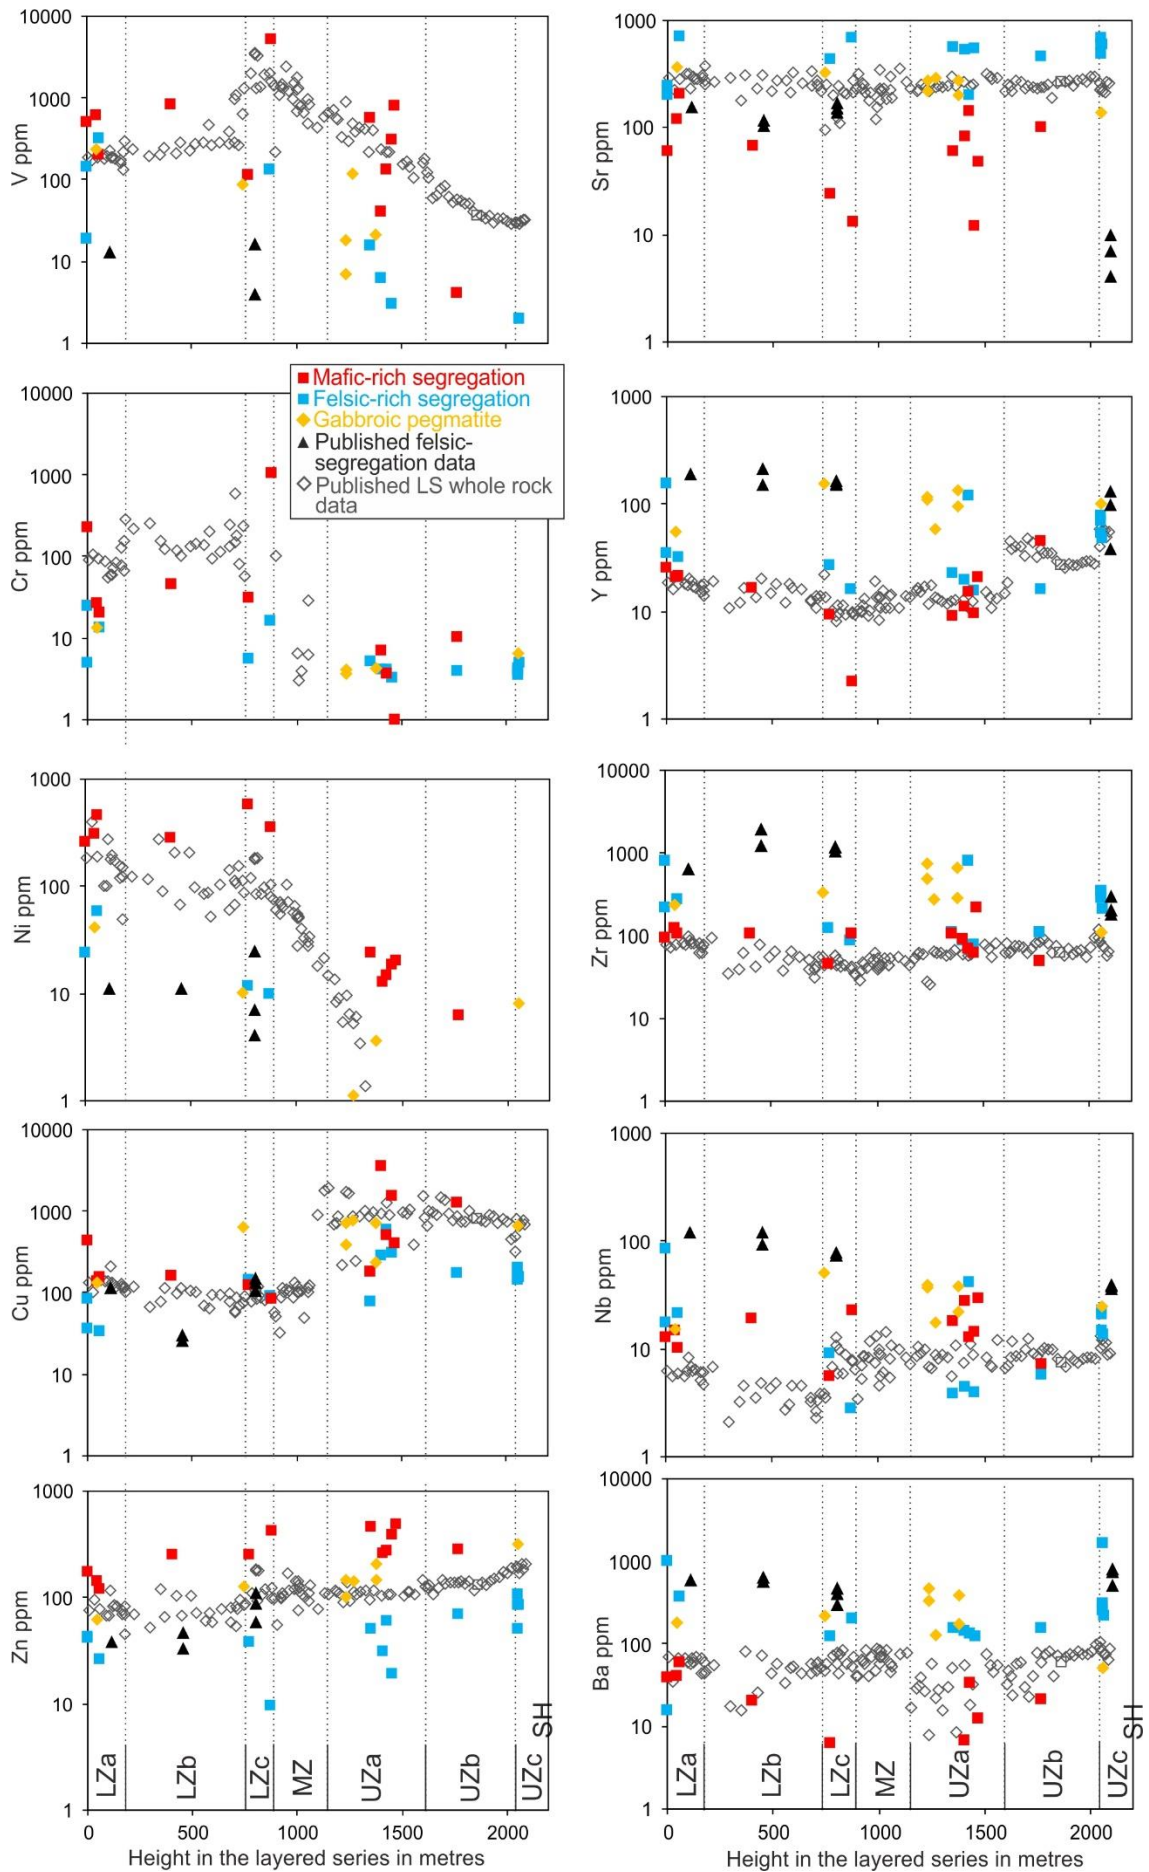 V ppm
10000
1000
100
10
1
Sr ppm
1000
100
10
1
Cr ppm
10000
1000
100
10
1
Mafic-rich segregation
Felsic-rich segregation
Gabbroic pegmatite
Published felsic-
segregation data
Published LS whole rock
data
Y ppm
1000
100
10
1
Ni ppm
1000
100
10
1
Zr ppm
10000
1000
100
10
1
Cu ppm
10000
1000
100
10
1
Nb ppm
1000
100
10
1
Zn ppm
1000
100
10
1
LZa
LZb
LZc
MZ
UZa
UZb
UZc
SH
0
500
1000
1500
2000
Height in the layered series in metres
Ba ppm
10000
1000
100
10
1
LZa
LZb
LZc
MZ
UZa
UZb
UZc
SH
0
500
1000
1500
2000
Height in the layered series in metres